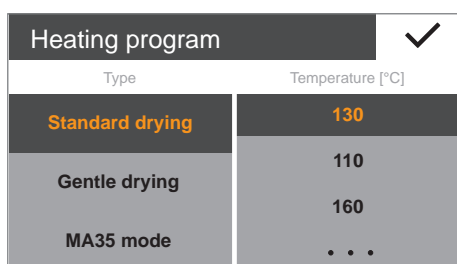 Heating program
Type
Temperature [°C]
Standard drying
130
110
Gentle drying
160
MA35 mode
. . .